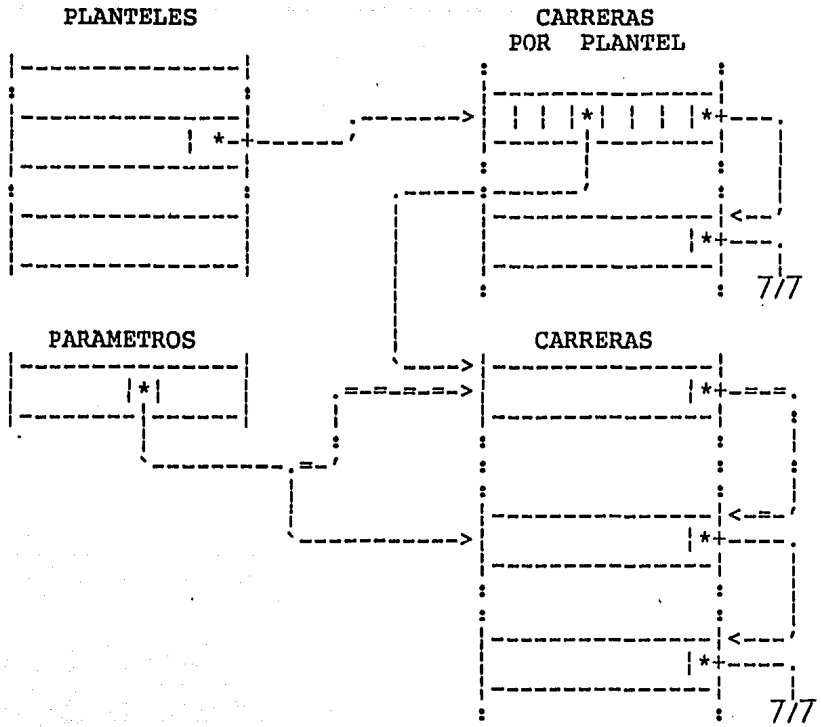 PLANTELES
CARRERAS
POR PLANTEL
7/7
PARAMETROS
CARRERAS
7/7